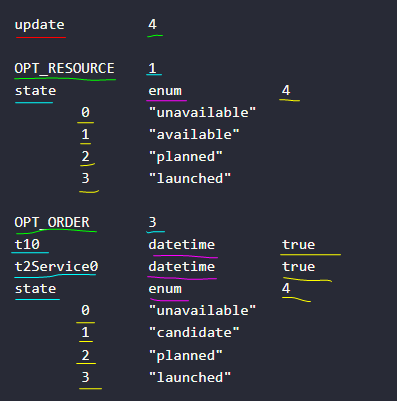 update 4
OPT_RESOURCE 1
state enum 4
0 "unavailable"
1 "available"
2 "planned"
3 "launched"
OPT_ORDER 3
t10 datetime true
t2Service0 datetime true
state enum 4
0 "unavailable"
1 "candidate"
2 "planned"
3 "launched"